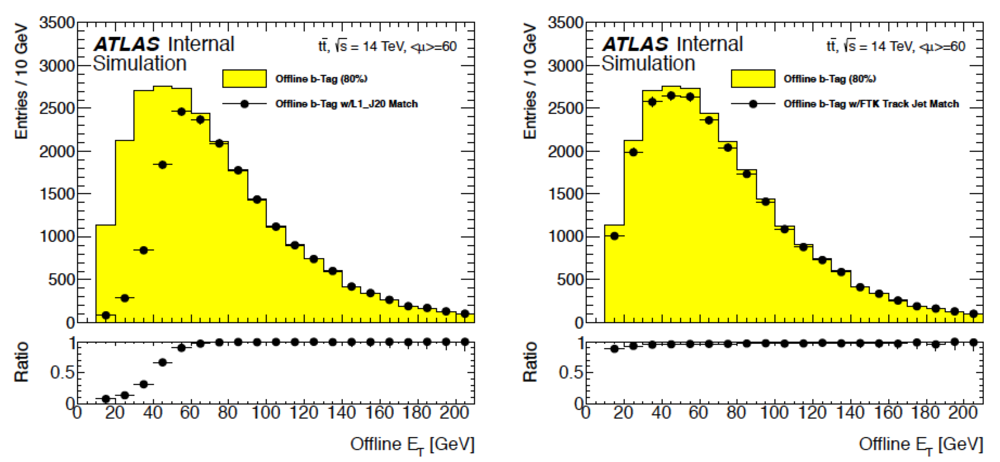 ATLAS Internal
Simulation
tt̄, √s = 14 TeV, <μ>=60
Offline b-Tag (80%)
Offline b-Tag w/L1_J20 Match
Entries / 10 GeV
3500
3000
2500
2000
1500
1000
500
0
Ratio
1
0.5
0
0 20 40 60 80 100 120 140 160 180 200
Offline E_T [GeV]
ATLAS Internal
Simulation
tt̄, √s = 14 TeV, <μ>=60
Offline b-Tag (80%)
Offline b-Tag w/FTK Track Jet Match
Entries / 10 GeV
3500
3000
2500
2000
1500
1000
500
0
Ratio
1
0.5
0
0 20 40 60 80 100 120 140 160 180 200
Offline E_T [GeV]